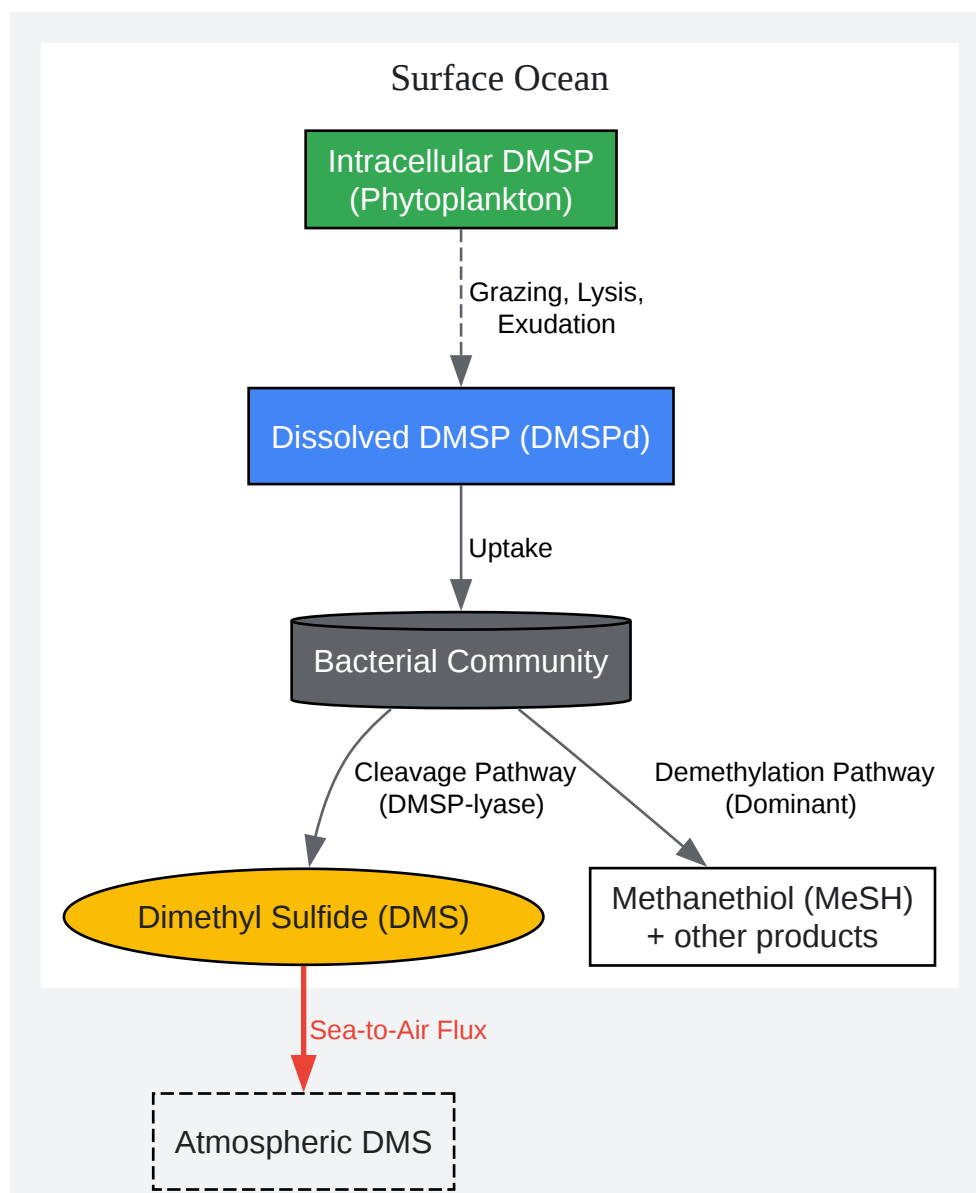 Surface Ocean
Intracellular DMSP
(Phytoplankton)
Grazing, Lysis,
Exudation
Dissolved DMSP (DMSPd)
Uptake
Bacterial Community
Cleavage Pathway
(DMSP-lyase)
Demethylation Pathway
(Dominant)
Dimethyl Sulfide (DMS)
Methanethiol (MeSH)
+ other products
Sea-to-Air Flux
Atmospheric DMS